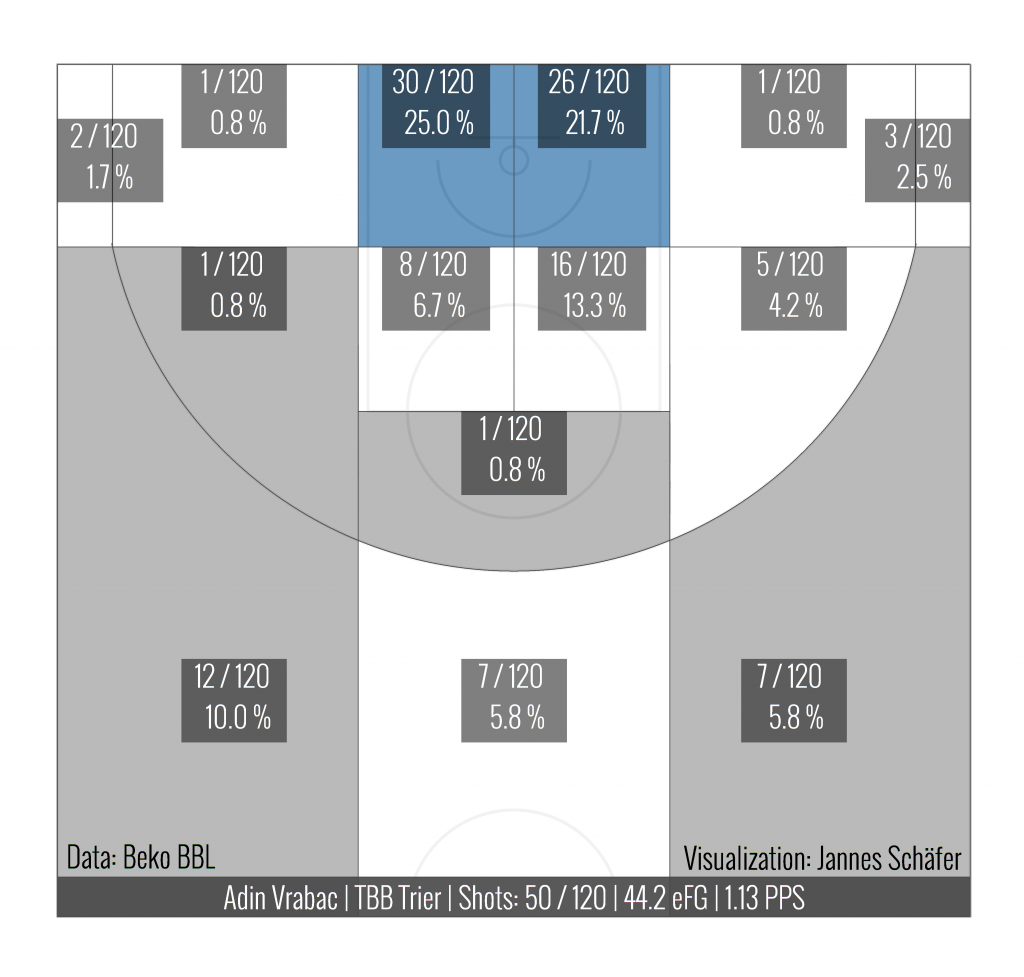 1 / 120
0.8 %
30 / 120
25.0 %
26 / 120
21.7 %
1 / 120
0.8 %
2 / 120
1.7 %
3 / 120
2.5 %
1 / 120
0.8 %
8 / 120
6.7 %
16 / 120
13.3 %
5 / 120
4.2 %
1 / 120
0.8 %
12 / 120
10.0 %
7 / 120
5.8 %
7 / 120
5.8 %
Data: Beko BBL
Visualization: Jannes Schäfer
Adin Vrabac | TBB Trier | Shots: 50 / 120 | 44.2 eFG | 1.13 PPS